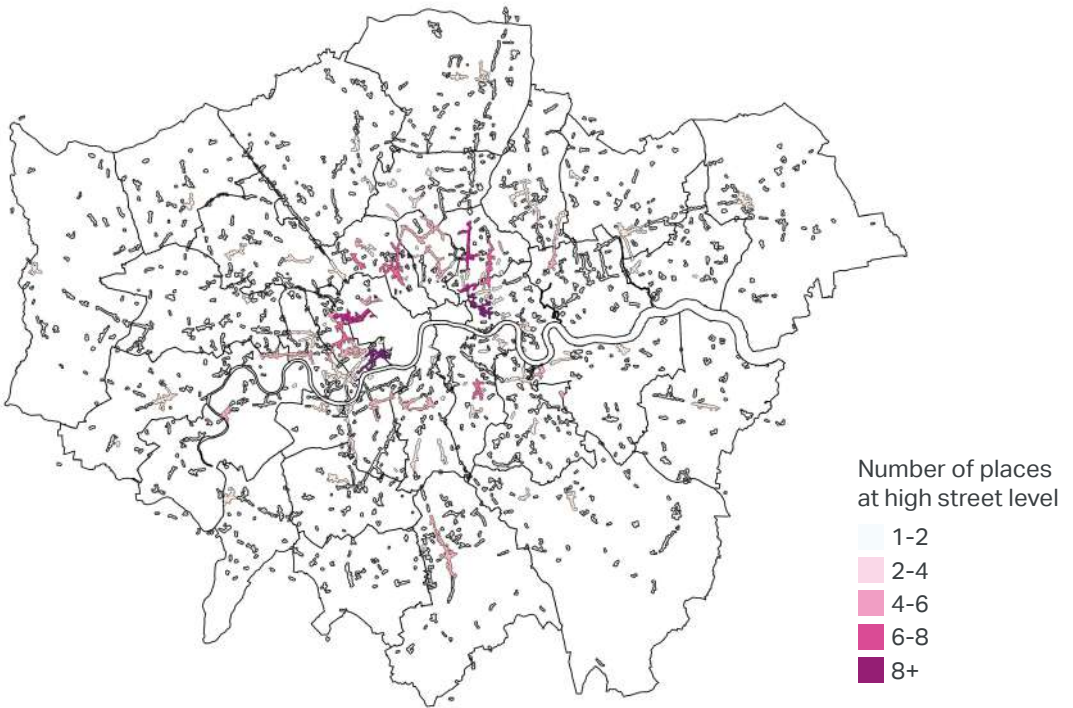 Number of places
at high street level
1-2
2-4
4-6
6-8
8+